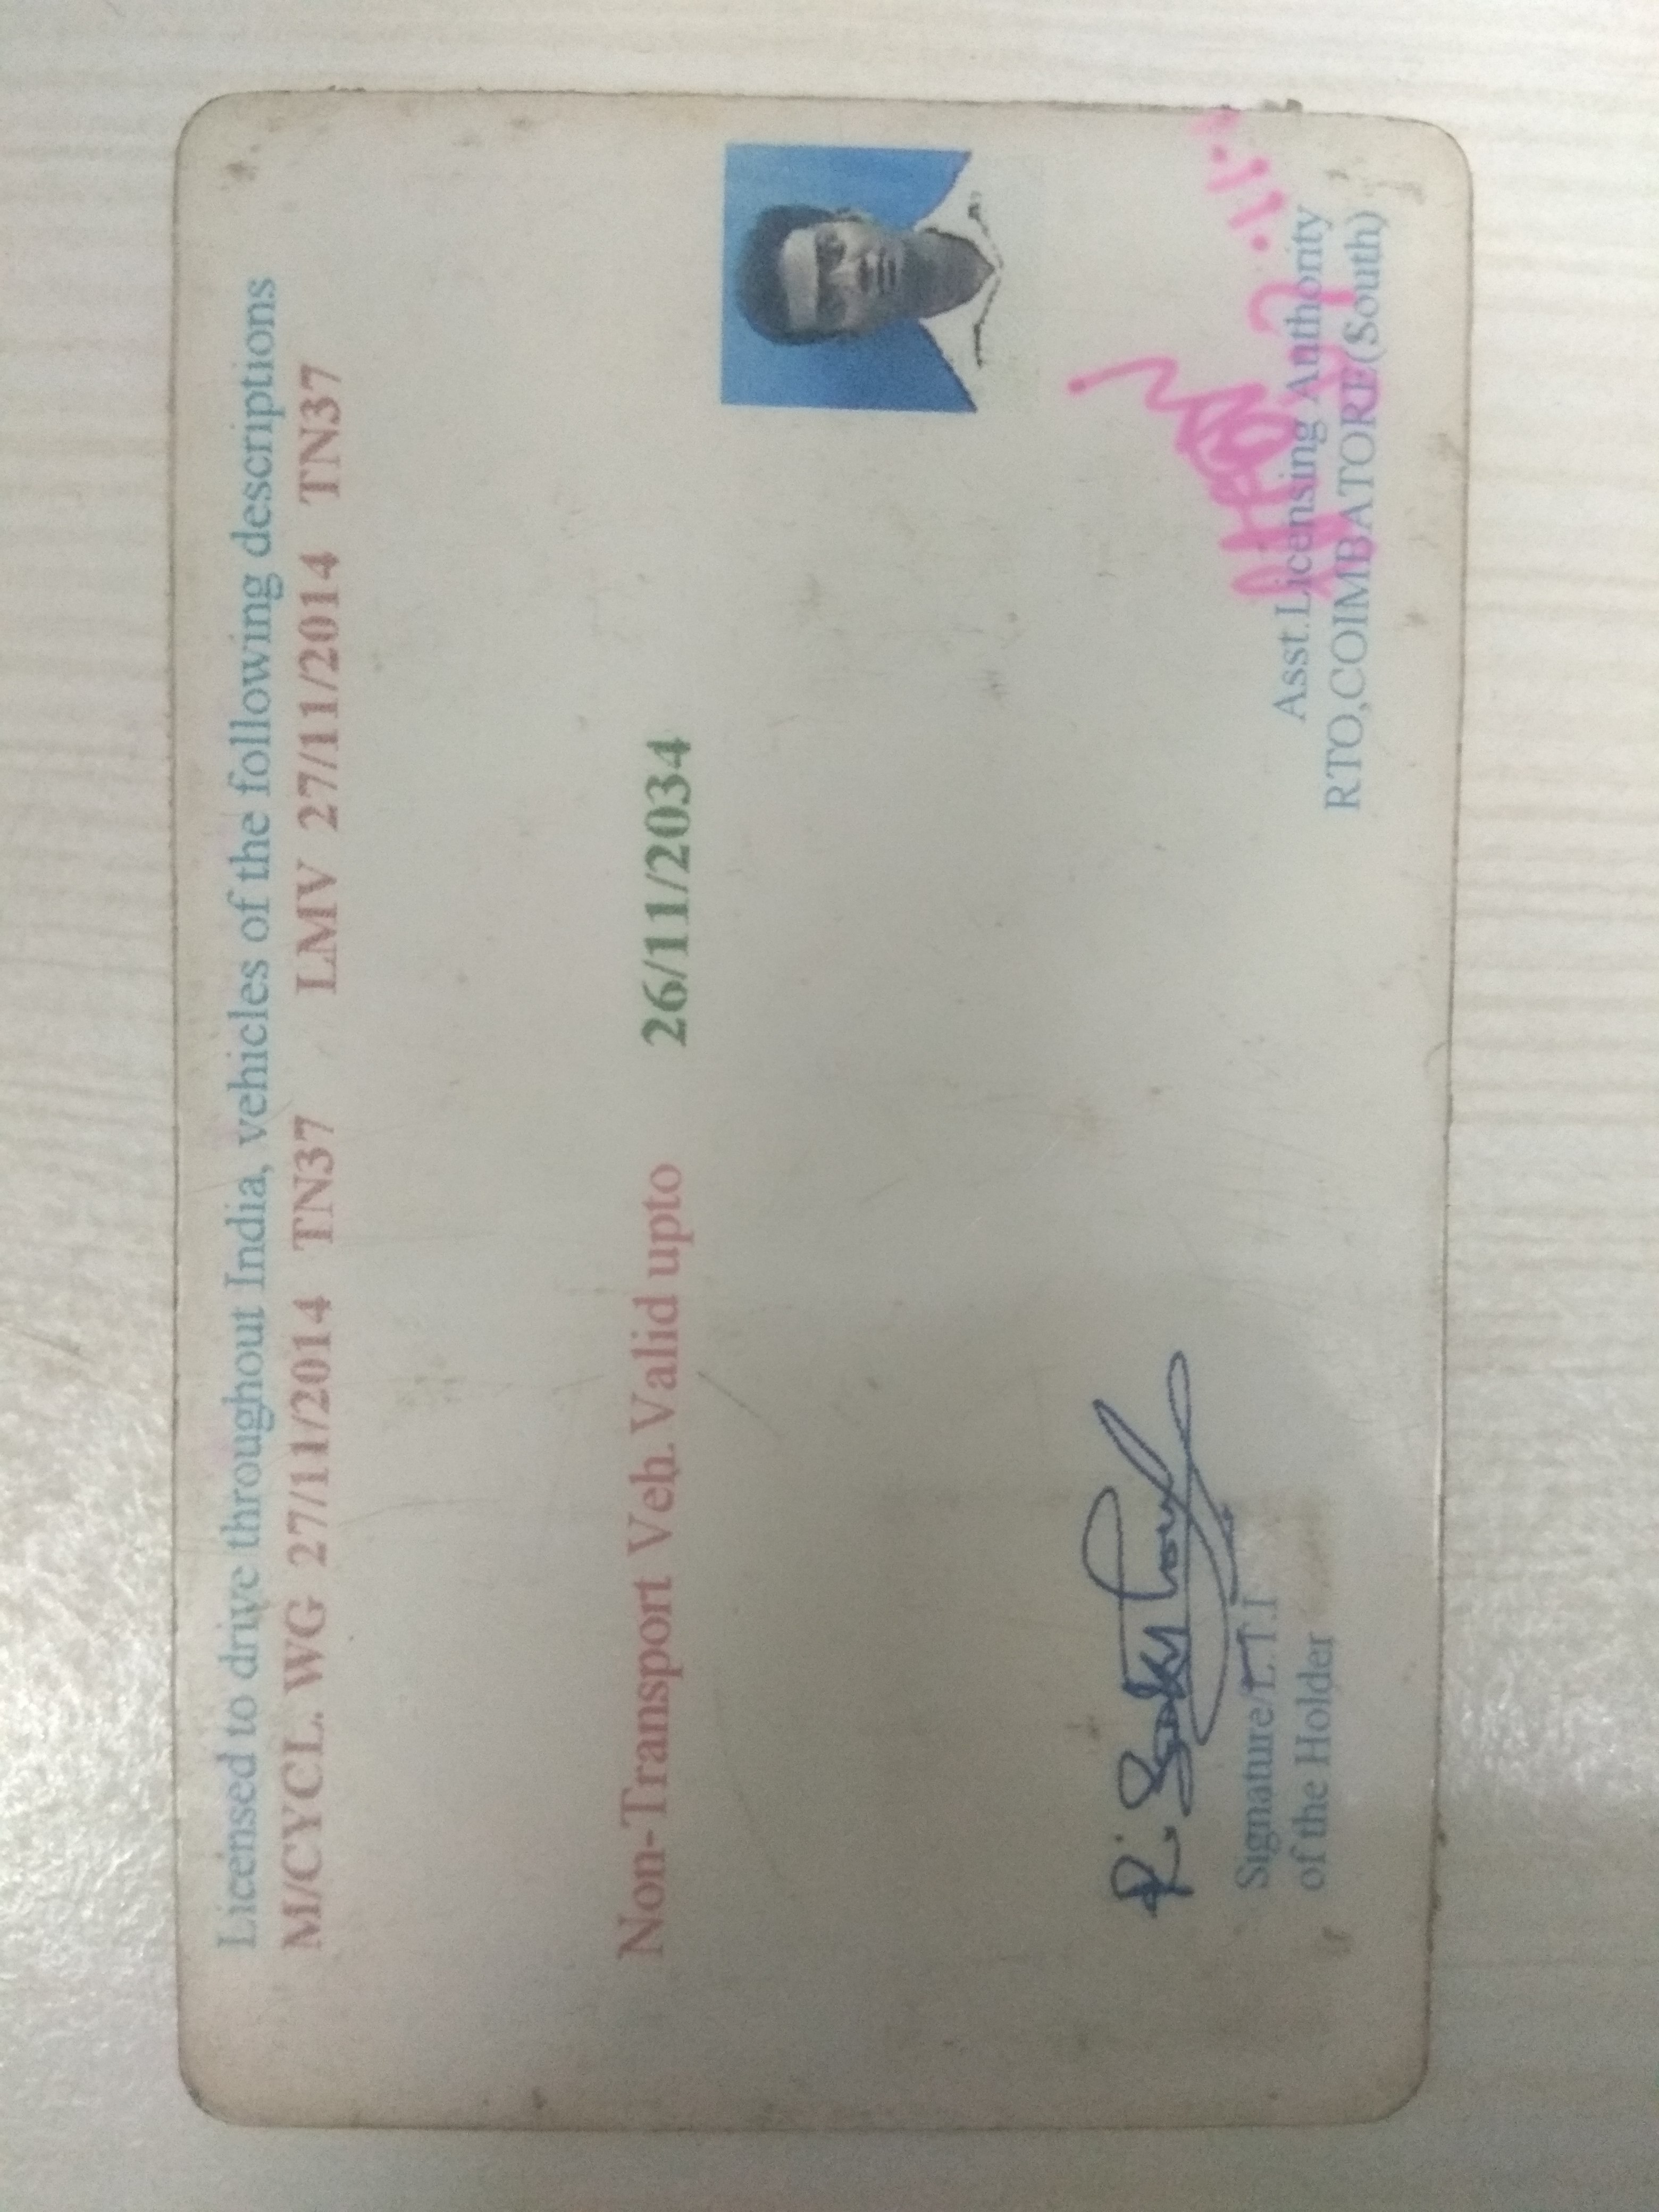 Licensed to drive throughout India, vehicles of the following descriptions
M/CYCL. WG 27/11/2014 TN37 LMV 27/11/2014 TN37
Non-Transport Veh. Valid upto 26/11/2034
R.
Signature/L.T.I
of the Holder
Asst.Licensing Authority
RTO,COIMBATORE(South)